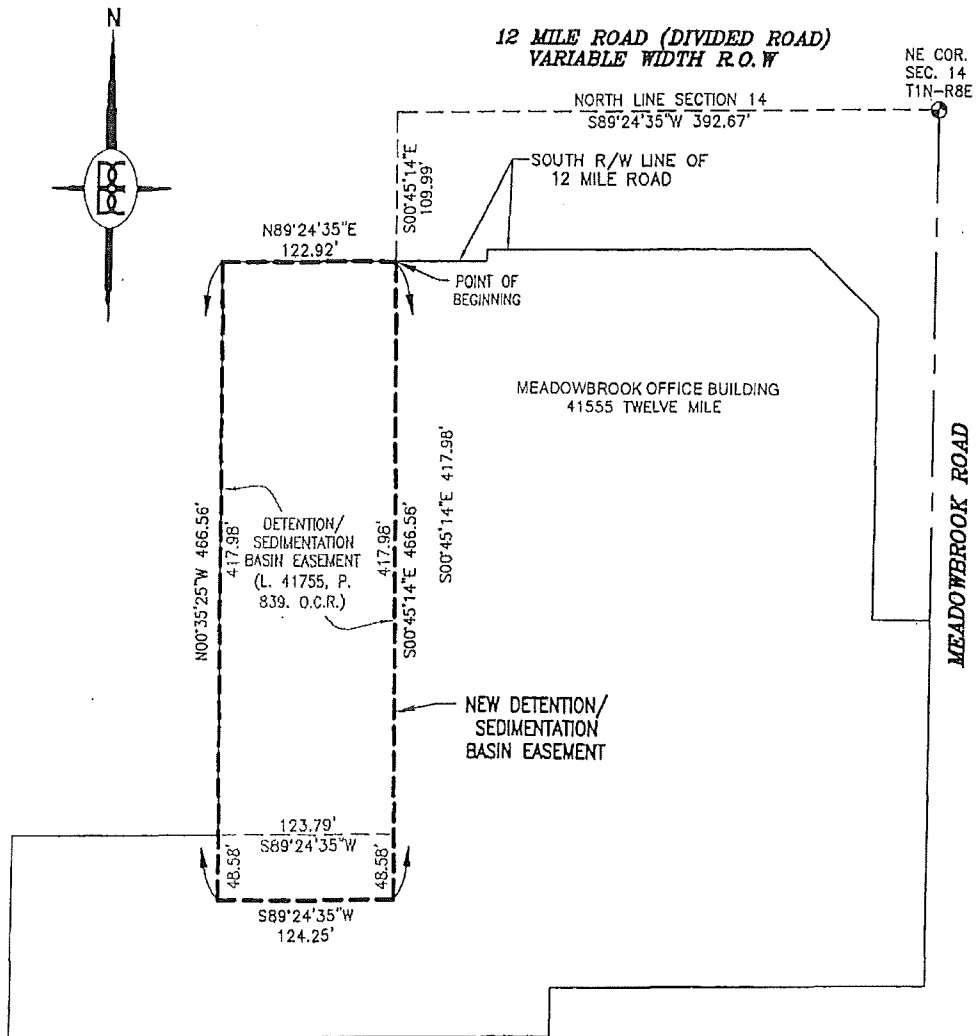 N
12 MILE ROAD (DIVIDED ROAD)
VARIABLE WIDTH R.O.W
NE COR.
SEC. 14
T1N-R8E
NORTH LINE SECTION 14
S89°24'35"W 392.67'
S00°45'14"E
109.99'
SOUTH R/W LINE OF
12 MILE ROAD
N89°24'35"E
122.92'
POINT OF
BEGINNING
MEADOWBROOK OFFICE BUILDING
41555 TWELVE MILE
MEADOWBROOK ROAD
N00°35'25"W 466.56'
417.98'
DETENTION/
SEDIMENTATION
BASIN EASEMENT
(L. 41755, P.
839. O.C.R.)
417.98'
S00°45'14"E 466.56'
S00°45'14"E 417.98'
NEW DETENTION/
SEDIMENTATION
BASIN EASEMENT
123.79'
S89°24'35"W
48.58'
48.58'
S89°24'35"W
124.25'